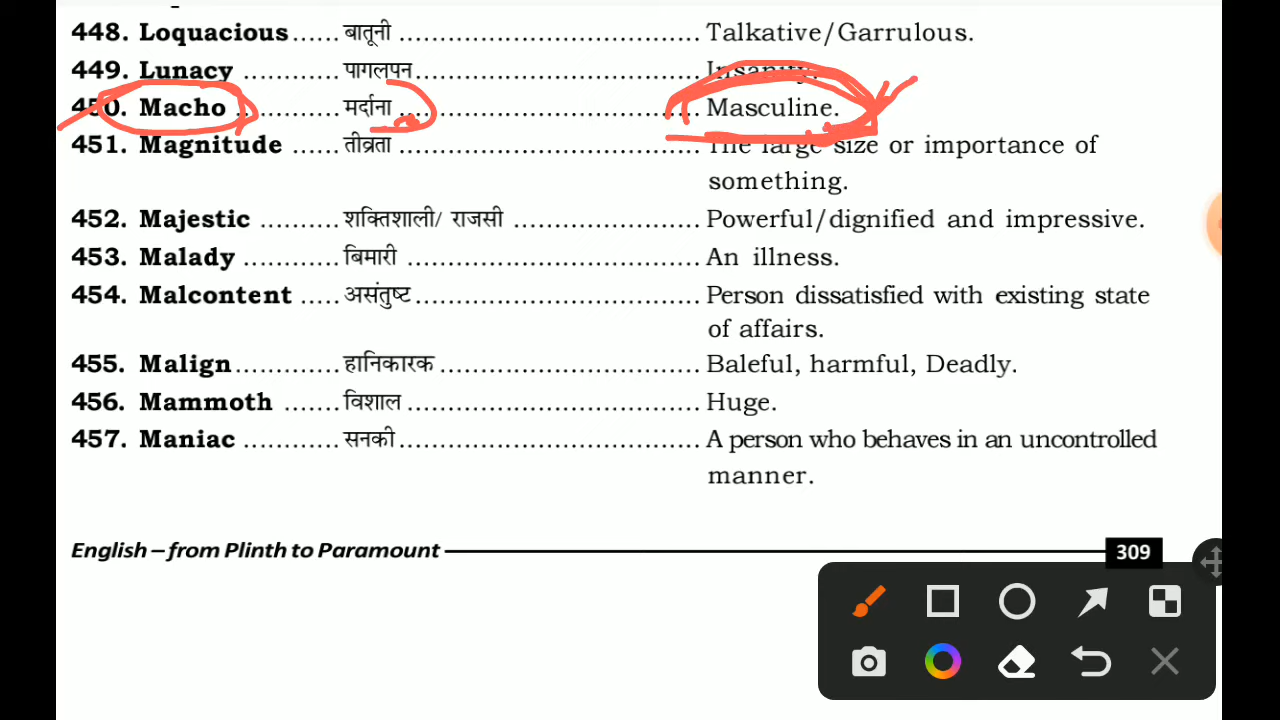 448. Loquacious...... बातूनी ..................................... Talkative/Garrulous.
449. Lunacy ............ पागलपन................................... Insanity.
450. Macho ............ मर्दाना ..................................... Masculine.
451. Magnitude ...... तीव्रता ..................................... The large size or importance of
something.
452. Majestic .......... शक्तिशाली/ राजसी ....................... Powerful/dignified and impressive.
453. Malady ............ बिमारी .................................... An illness.
454. Malcontent ..... असंतुष्ट................................... Person dissatisfied with existing state
of affairs.
455. Malign............. हानिकारक ................................ Baleful, harmful, Deadly.
456. Mammoth ....... विशाल .................................... Huge.
457. Maniac ............ सनकी ..................................... A person who behaves in an uncontrolled
manner.
English – from Plinth to Paramount 309